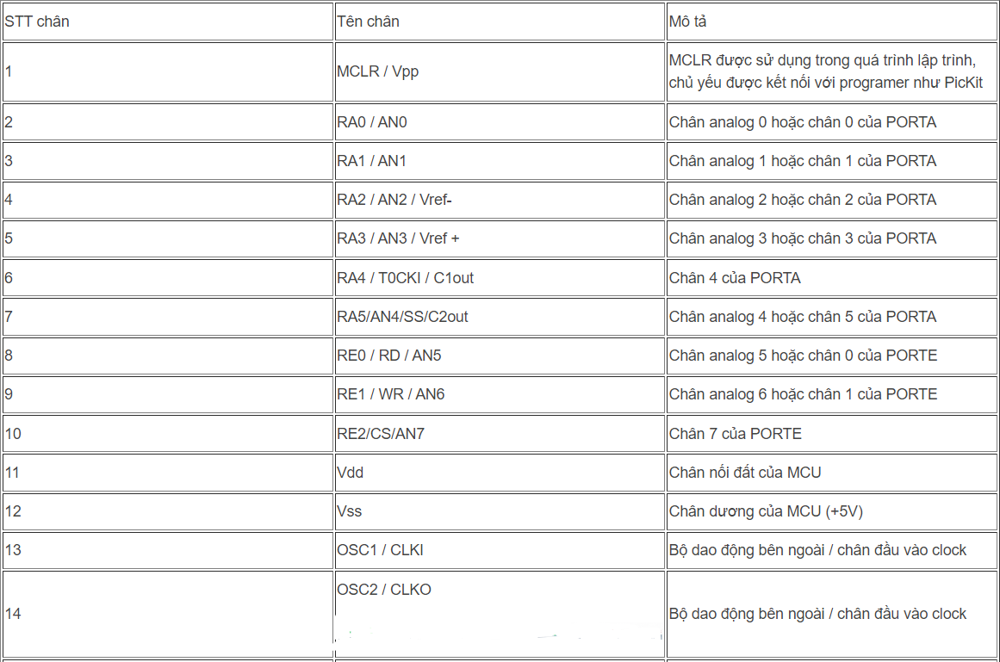 STT chân Tên chân Mô tả
1 MCLR / Vpp MCLR được sử dụng trong quá trình lập trình,
chủ yếu được kết nối với programer như PicKit
2 RA0 / AN0 Chân analog 0 hoặc chân 0 của PORTA
3 RA1 / AN1 Chân analog 1 hoặc chân 1 của PORTA
4 RA2 / AN2 / Vref- Chân analog 2 hoặc chân 2 của PORTA
5 RA3 / AN3 / Vref + Chân analog 3 hoặc chân 3 của PORTA
6 RA4 / T0CKI / C1out Chân 4 của PORTA
7 RA5/AN4/SS/C2out Chân analog 4 hoặc chân 5 của PORTA
8 RE0 / RD / AN5 Chân analog 5 hoặc chân 0 của PORTE
9 RE1 / WR / AN6 Chân analog 6 hoặc chân 1 của PORTE
10 RE2/CS/AN7 Chân 7 của PORTE
11 Vdd Chân nối đất của MCU
12 Vss Chân dương của MCU (+5V)
13 OSC1 / CLKI Bộ dao động bên ngoài / chân đầu vào clock
14 OSC2 / CLKO Bộ dao động bên ngoài / chân đầu vào clock